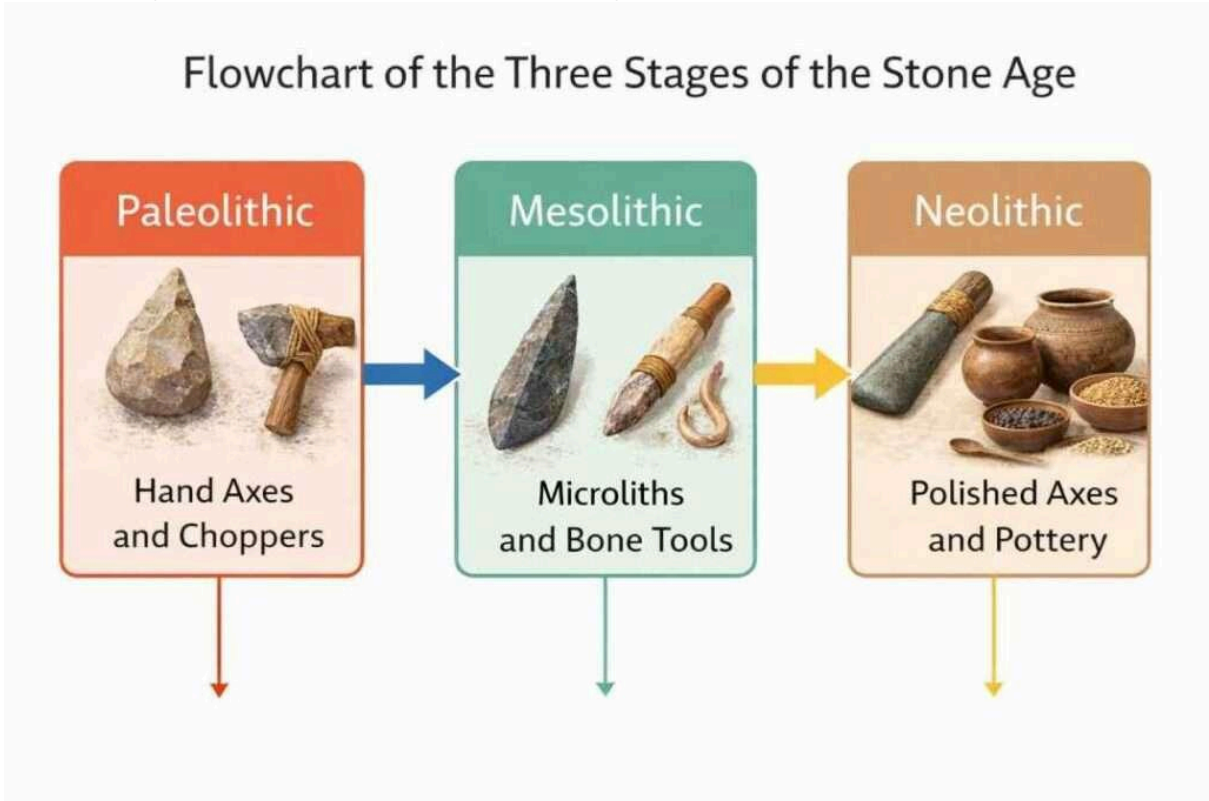 Flowchart of the Three Stages of the Stone Age
Paleolithic
Hand Axes
and Choppers
Mesolithic
Microliths
and Bone Tools
Neolithic
Polished Axes
and Pottery